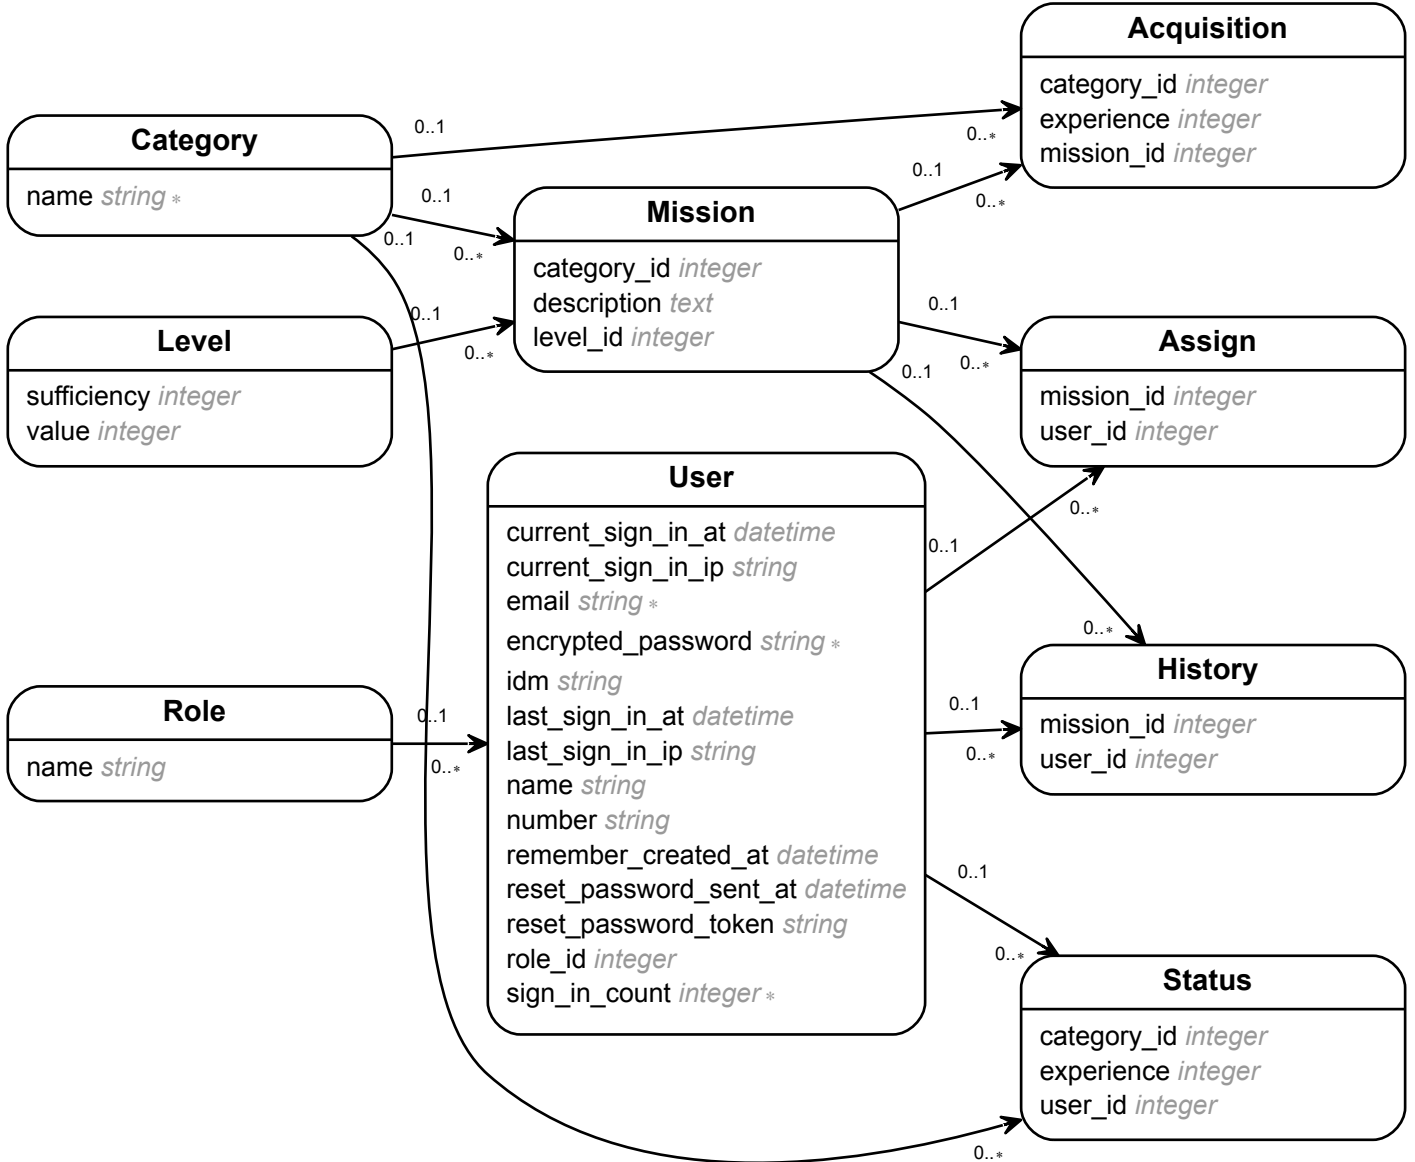 Category
name string *
Level
sufficiency integer
value integer
Role
name string
Mission
category_id integer
description text
level_id integer
User
current_sign_in_at datetime
current_sign_in_ip string
email string *
encrypted_password string *
idm string
last_sign_in_at datetime
last_sign_in_ip string
name string
number string
remember_created_at datetime
reset_password_sent_at datetime
reset_password_token string
role_id integer
sign_in_count integer *
Acquisition
category_id integer
experience integer
mission_id integer
Assign
mission_id integer
user_id integer
History
mission_id integer
user_id integer
Status
category_id integer
experience integer
user_id integer
0..1
0..*
0..1
0..*
0..1
0..*
0..1
0..*
0..1
0..*
0..1
0..*
0..1
0..*
0..1
0..*
0..1
0..*
0..1
0..*
0..1
0..*